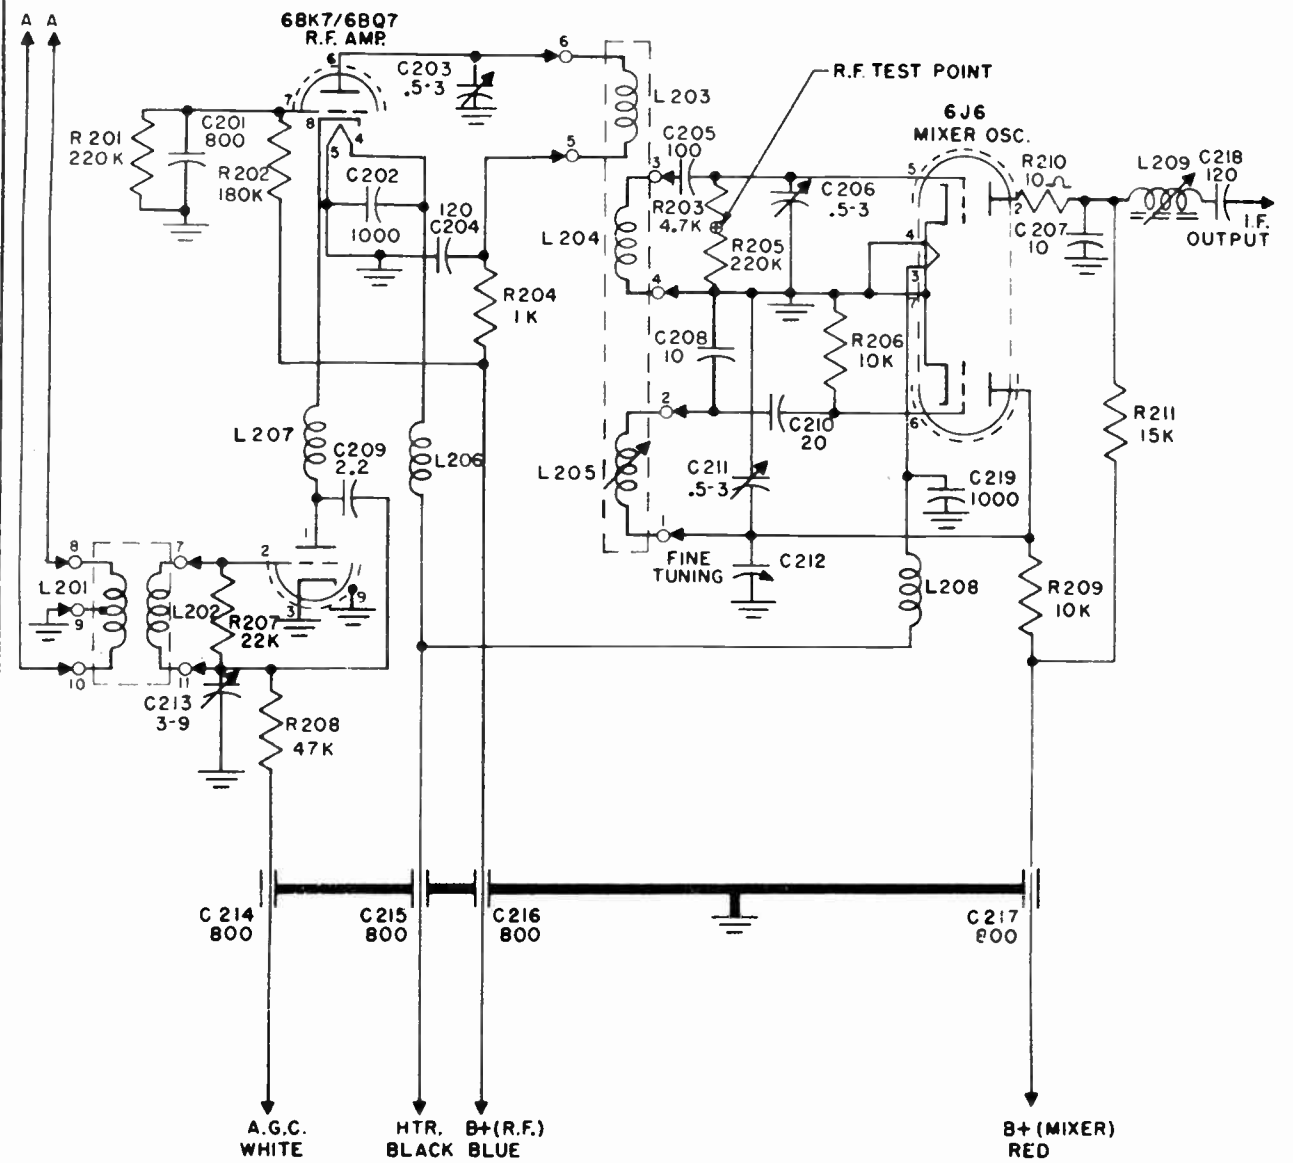 A A
68K7/6BQ7
R.F. AMP.
6
7
8
4
5
C203
.5-3
6
5
L203
R.F. TEST POINT
6J6
MIXER OSC.
R201
220K
C201
800
R202
180K
C202
1000
120
C204
R204
1K
C205
100
3
R203
4.7K
R205
220K
L204
4
C206
.5-3
5
4
3
7
6
2
R210
10 Ω
C207
10
L209
C218
120
I.F.
OUTPUT
C208
10
R206
10K
R211
15K
2
C210
20
L205
C211
.5-3
C219
1000
1
FINE
TUNING
C212
L208
R209
10K
L207
C209
2.2
L206
1
2
3
9
8
7
L201
9
L202
R207
22K
10
11
C213
3-9
R208
47K
C214
800
C215
800
C216
800
C217
800
A.G.C.
WHITE
HTR.
BLACK
B+(R.F.)
BLUE
B+(MIXER)
RED